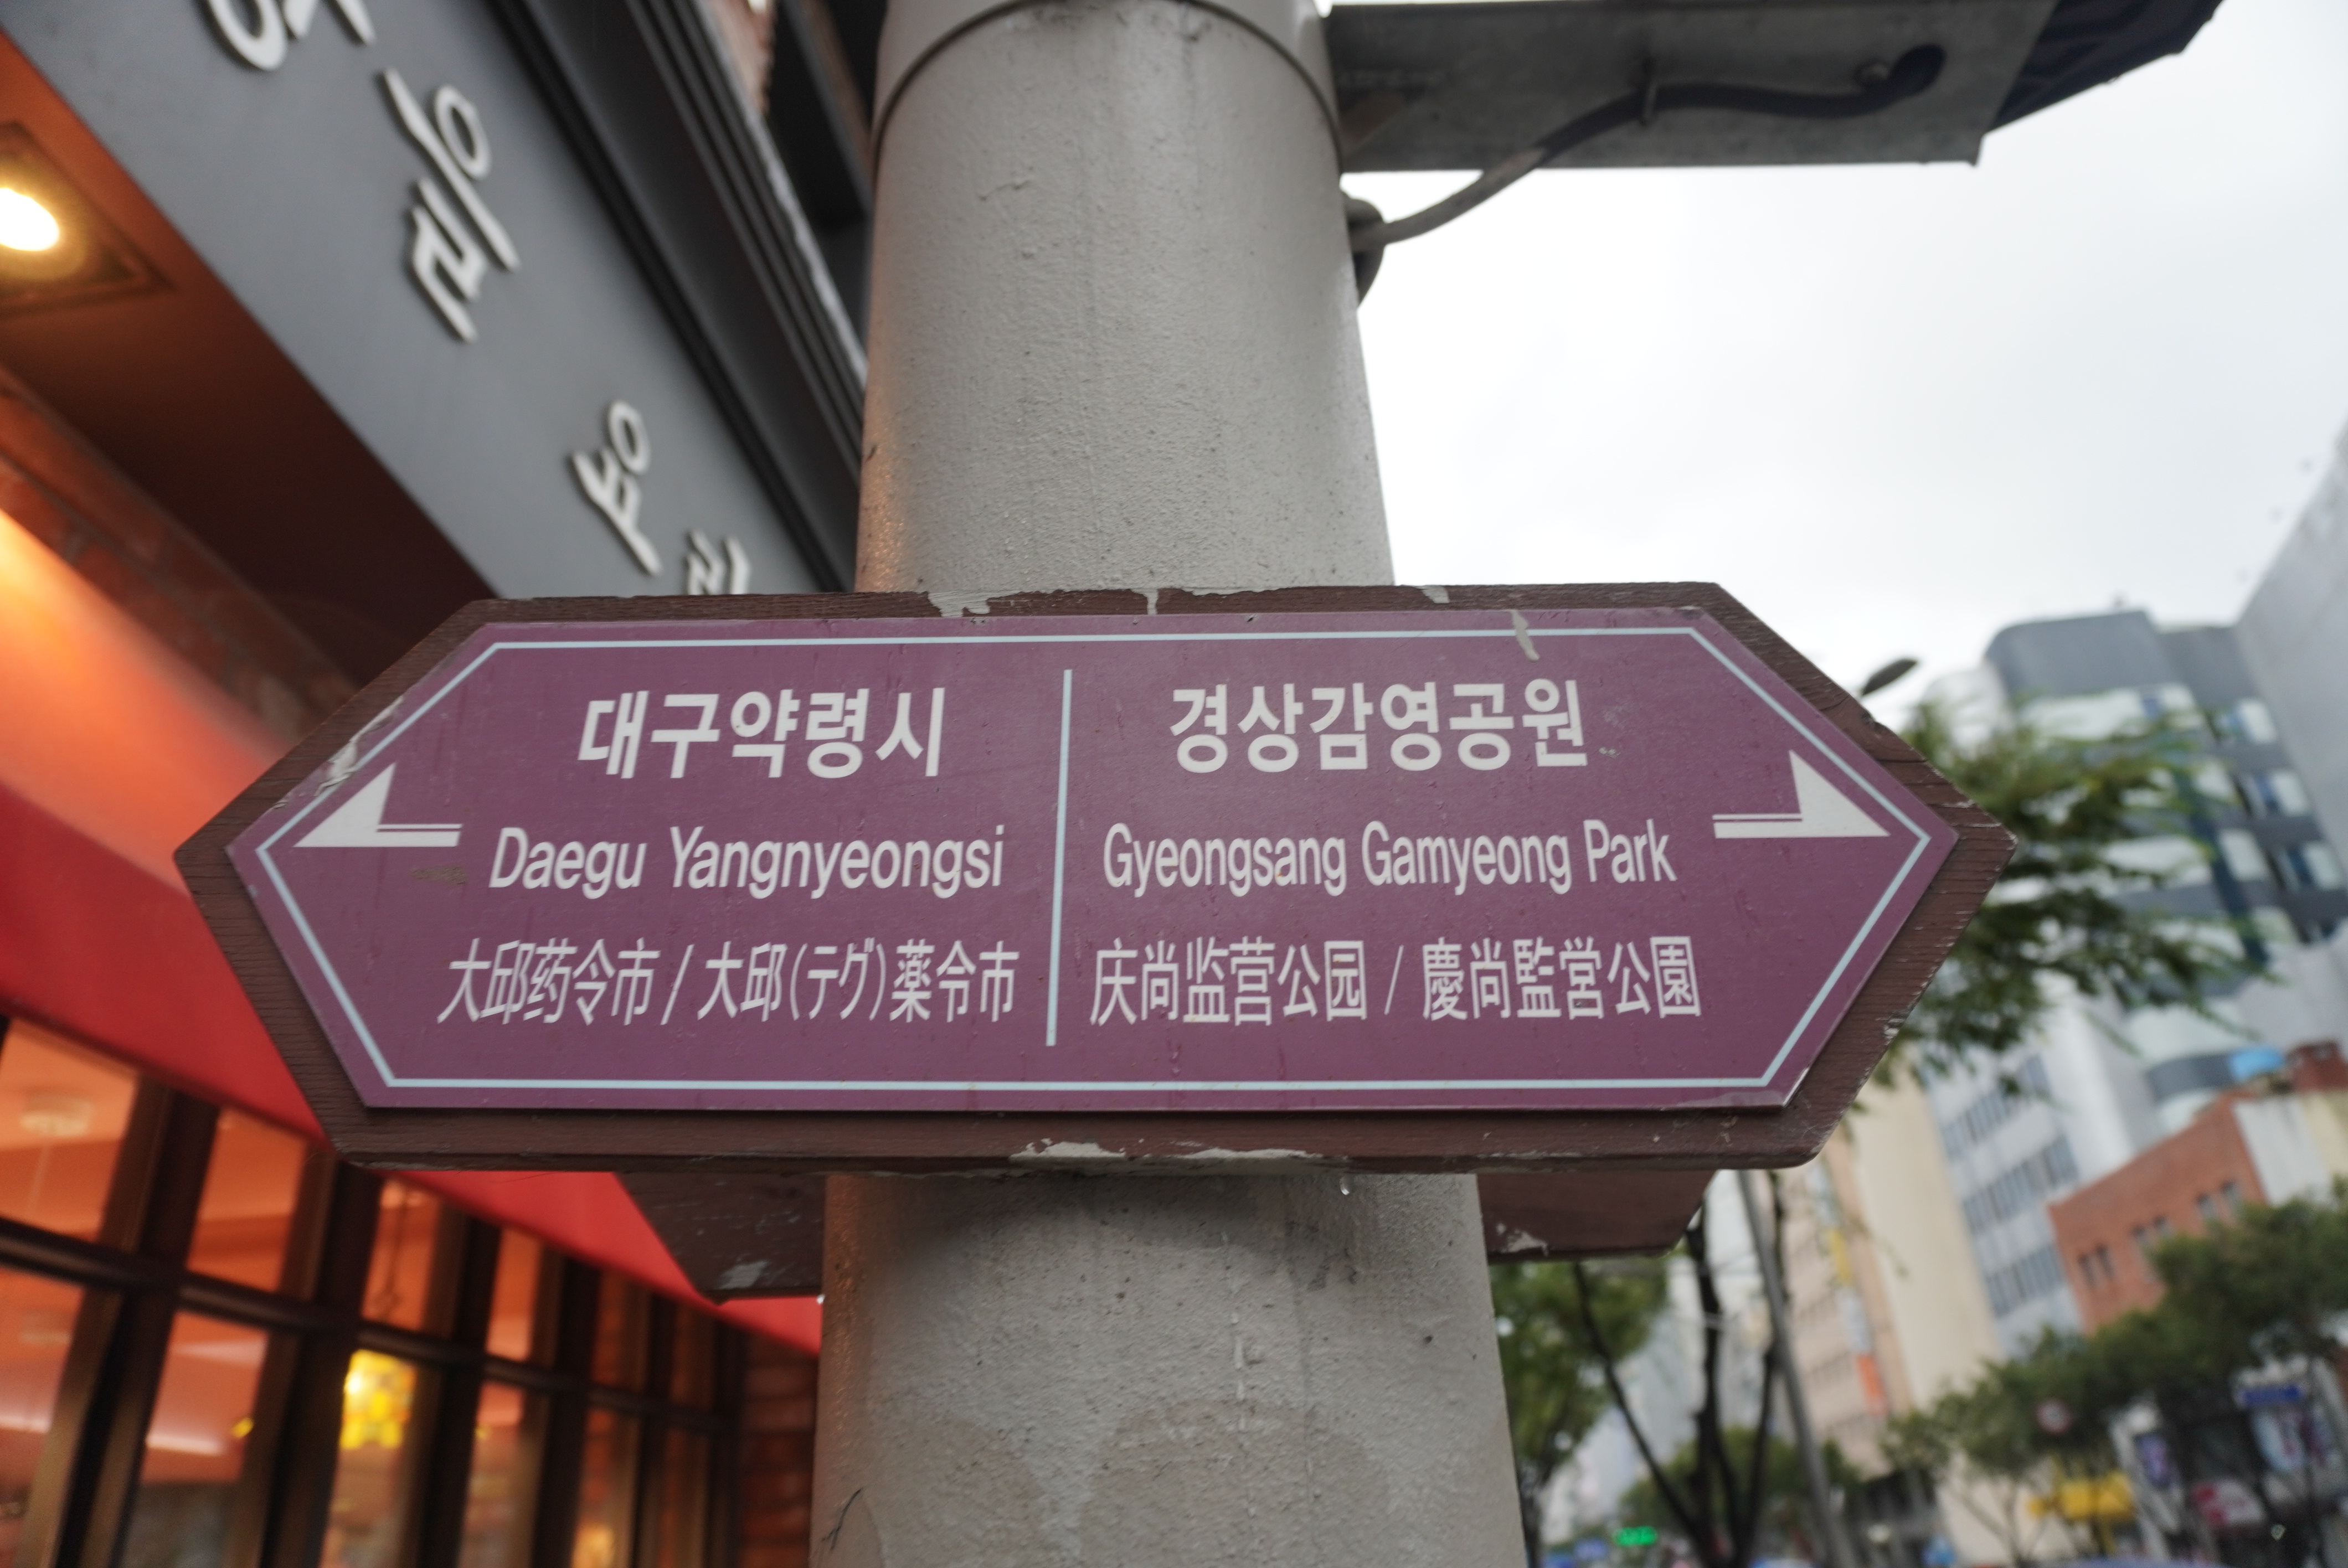 대구약령시
Daegu Yangnyeongsi
大邱药令市 / 大邱(テグ)薬令市
경상감영공원
Gyeongsang Gamyeong Park
庆尚监营公园 / 慶尚監営公園